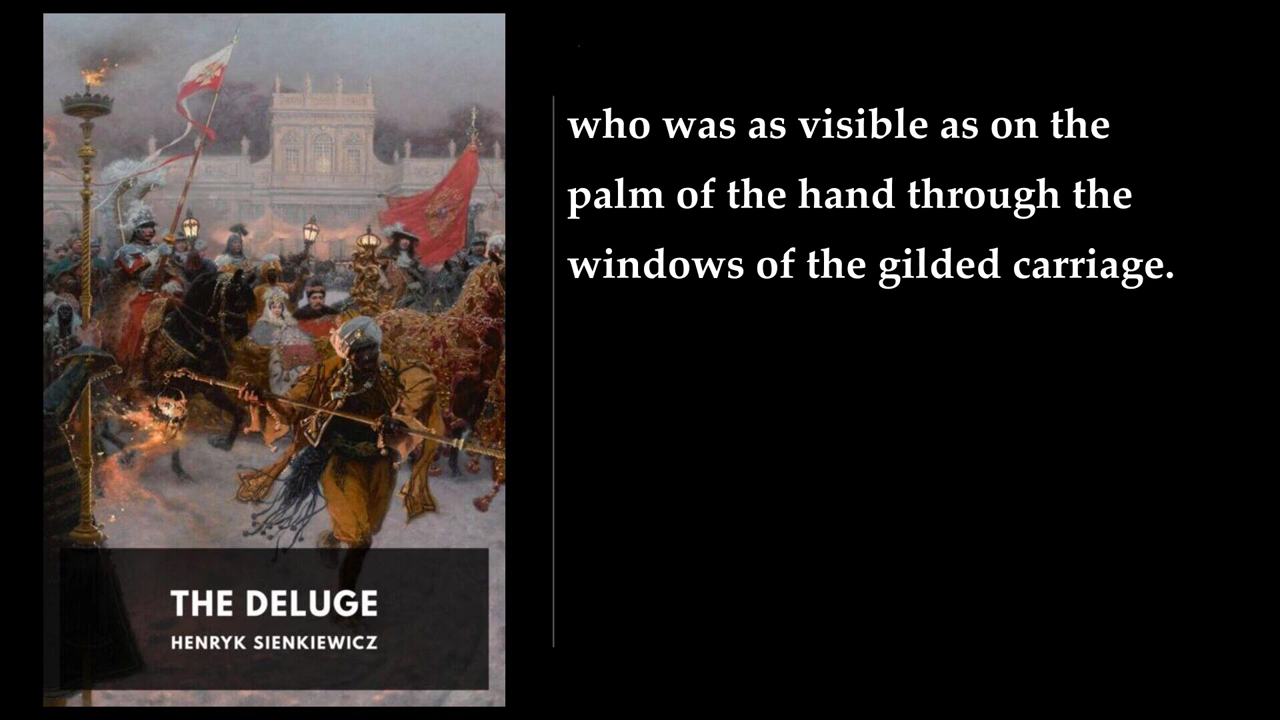 who was as visible as on the
palm of the hand through the
windows of the gilded carriage.
THE DELUGE
HENRYK SIENKIEWICZ